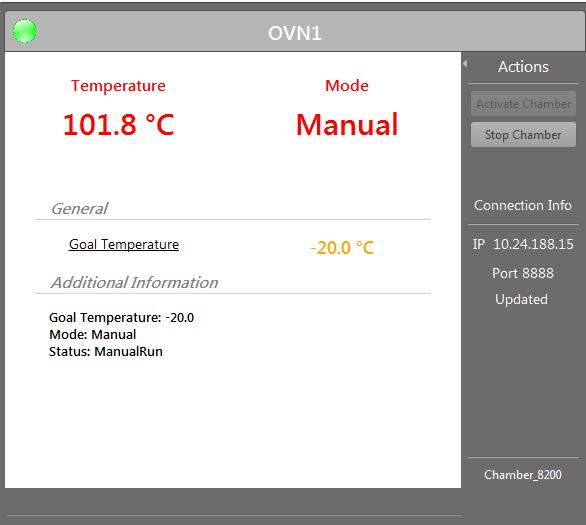 OVN1
Temperature
Mode
101.8 °C
Manual
General
Goal Temperature
-20.0 °C
Additional Information
Goal Temperature: -20.0
Mode: Manual
Status: ManualRun
Actions
Activate Chamber
Stop Chamber
Connection Info
IP 10.24.188.15
Port 8888
Updated
Chamber_8200